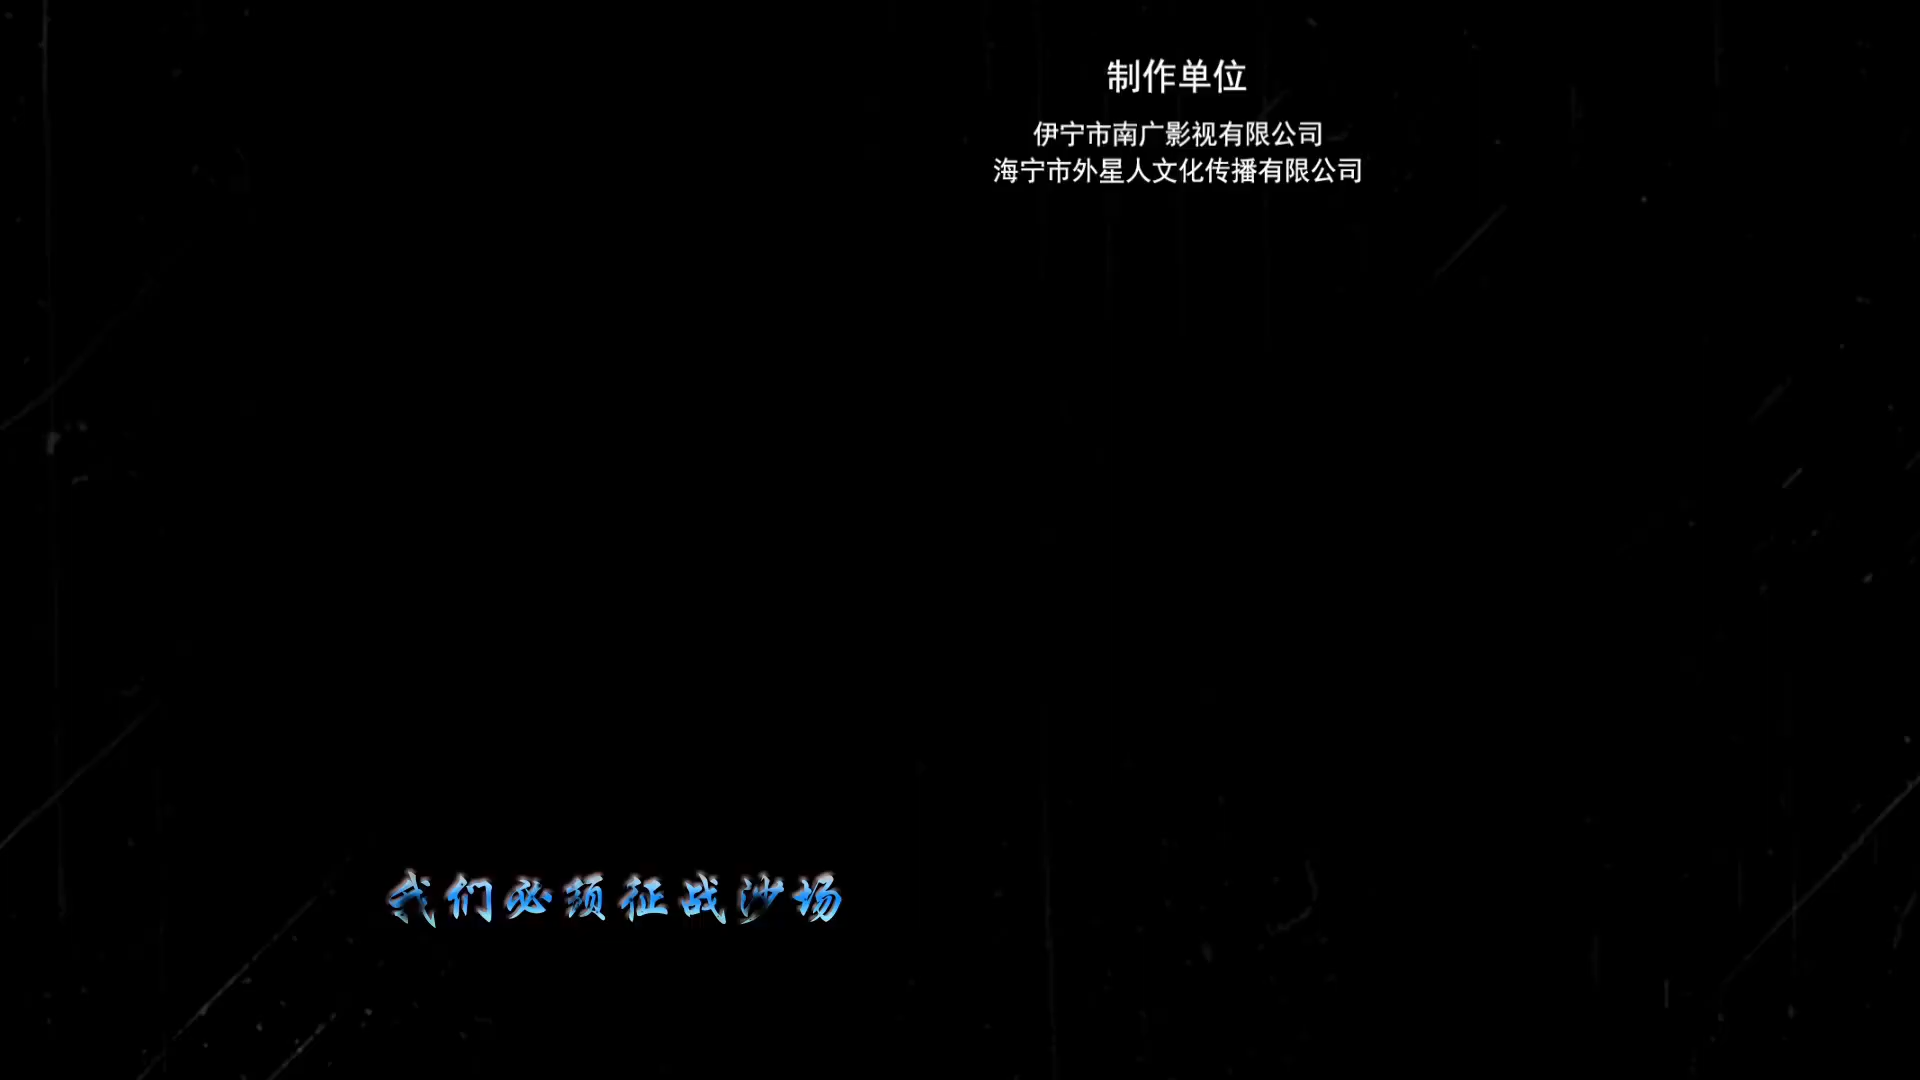 制作单位
伊宁市南广影视有限公司
海宁市外星人文化传播有限公司
我们必须征战沙场